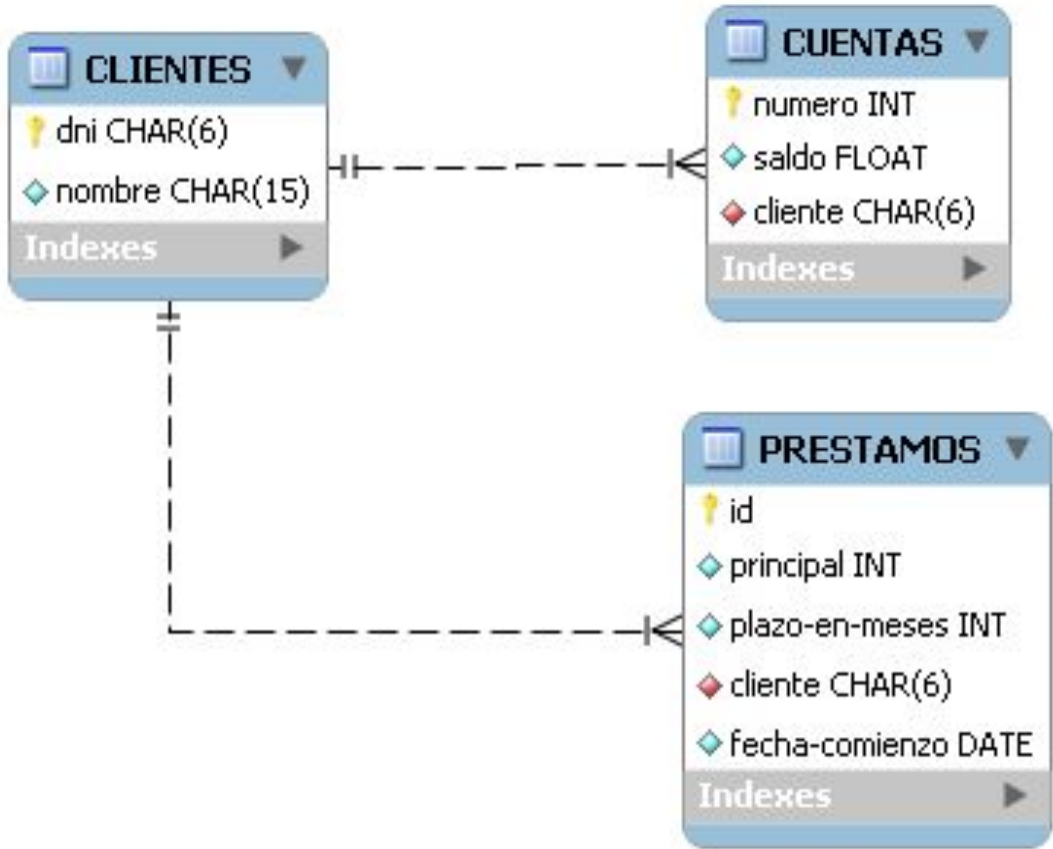 CLIENTES
dni CHAR(6)
nombre CHAR(15)
Indexes
CUENTAS
numero INT
saldo FLOAT
cliente CHAR(6)
Indexes
PRESTAMOS
id
principal INT
plazo-en-meses INT
cliente CHAR(6)
fecha-comienzo DATE
Indexes